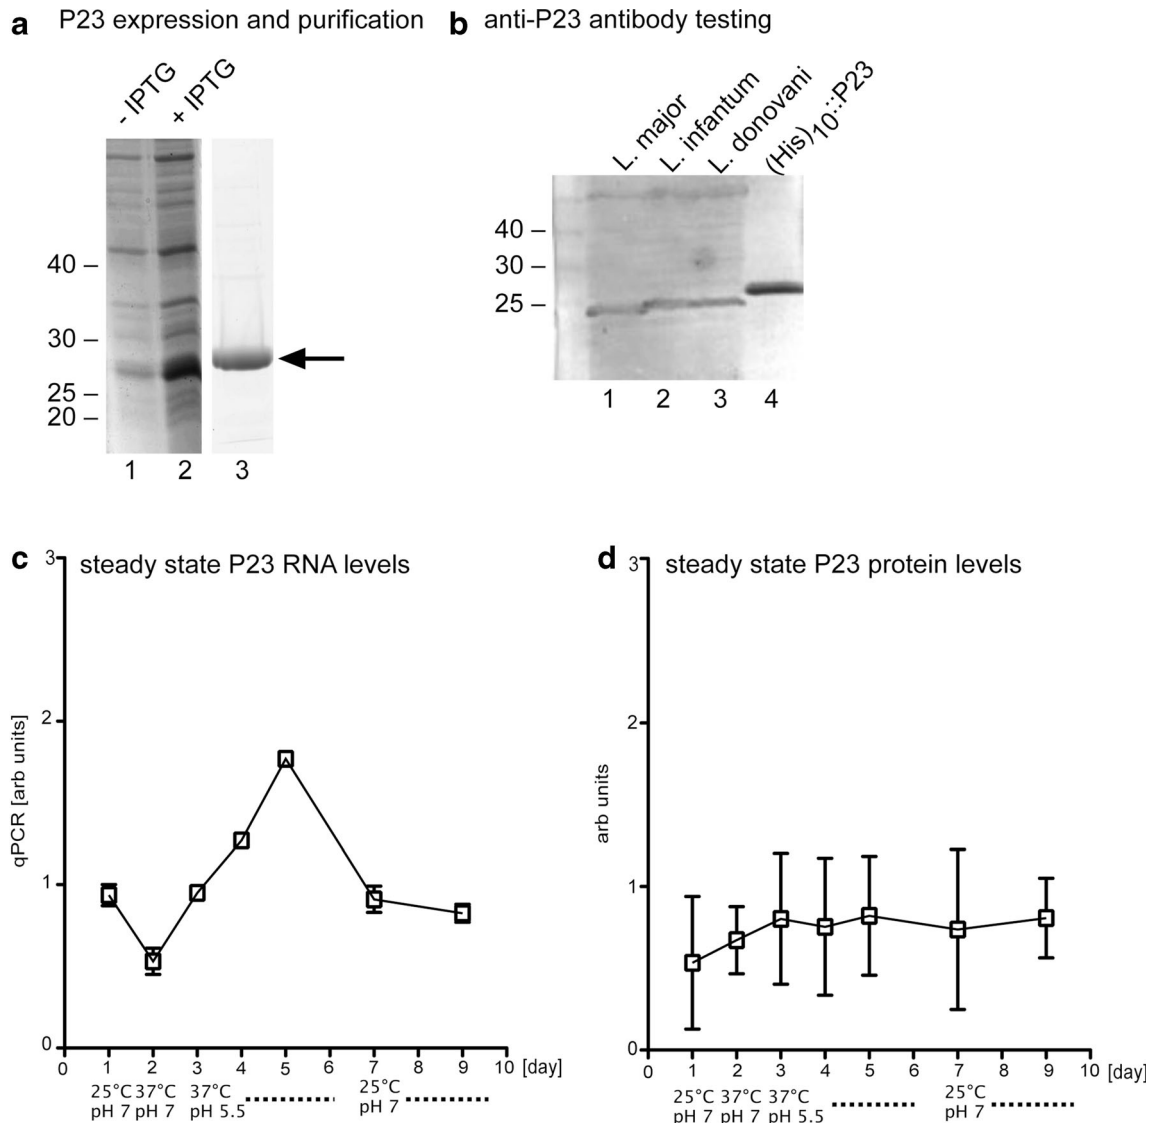 a P23 expression and purification
- IPTG
+ IPTG
40 –
30 –
25 –
20 –
1 2 3
b anti-P23 antibody testing
L. major
L. infantum
L. donovani
(His)10::P23
40 –
30 –
25 –
1 2 3 4
c steady state P23 RNA levels
qPCR [arb units]
3
2
1
0
0 1 2 3 4 5 6 7 8 9 10 [day]
25°C 37°C 37°C 25°C
pH 7 pH 7 pH 5.5 pH 7
d steady state P23 protein levels
arb units
3
2
1
0
0 1 2 3 4 5 6 7 8 9 10 [day]
25°C 37°C 37°C 25°C
pH 7 pH 7 pH 5.5 pH 7